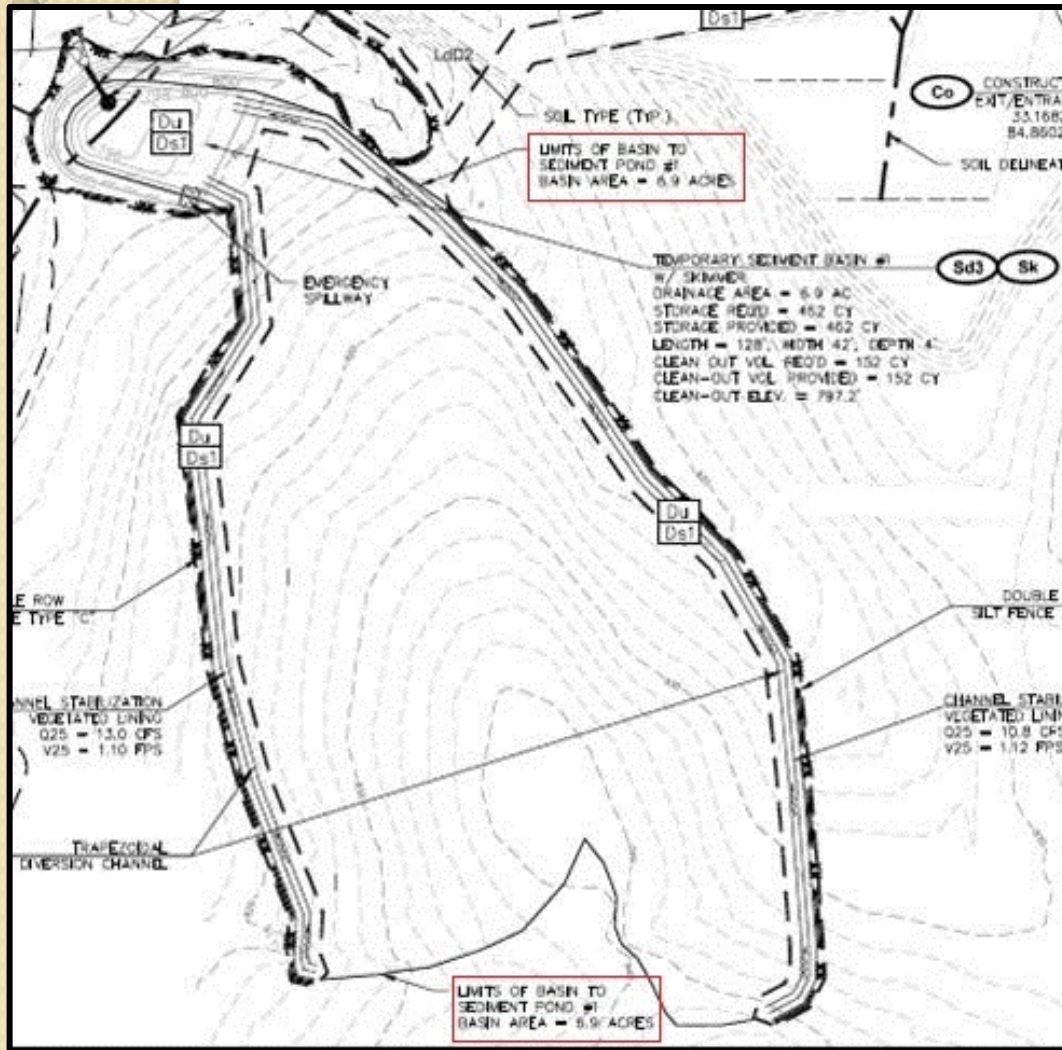 Ds1
LdD2
SOIL TYPE (TYP.)
Co
CONSTRUCT
EXIT/ENTRA
33.168
84.860
SOIL DELINEAT
LIMITS OF BASIN TO
SEDIMENT POND #1
BASIN AREA = 6.9 ACRES
Du
Ds1
TEMPORARY SEDIMENT BASIN #1
W/ SKIMMER
DRAINAGE AREA = 6.9 AC
STORAGE REQ'D = 462 CY
STORAGE PROVIDED = 462 CY
LENGTH = 128', WIDTH 42', DEPTH 4'
CLEAN OUT VOL. REQ'D = 152 CY
CLEAN-OUT VOL. PROVIDED = 152 CY
CLEAN-OUT ELEV. = 797.2'
Sd3
Sk
EMERGENCY
SPILLWAY
Du
Ds1
Du
Ds1
LE ROW
E TYPE "C"
DOUBLE
SILT FENCE
NNEL STABILIZATION
VEGETATED LINING
Q25 = 13.0 CFS
V25 = 1.10 FPS
CHANNEL STABI
VEGETATED LININ
Q25 = 10.8 CFS
V25 = 1.12 FPS
TRAPEZOIDAL
DIVERSION CHANNEL
LIMITS OF BASIN TO
SEDIMENT POND #1
BASIN AREA = 6.9 ACRES